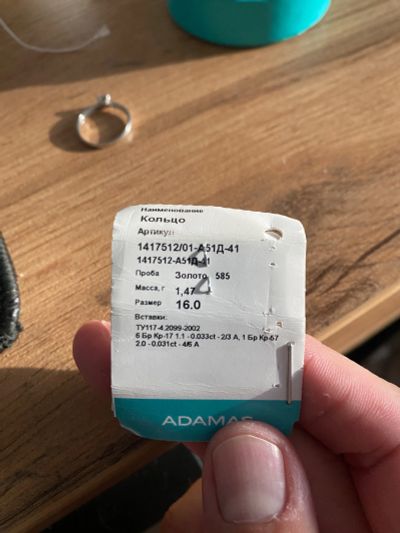 Наименование
Кольцо
Артикул
1417512/01-А51Д-41
1417512-А51Д-41
Проба Золото 585
Масса, г 1,47
Размер 16.0
Вставки:
ТУ117-4.2099-2002
6 Бр Кр-17 1.1 - 0.033ct - 2/3 А, 1 Бр Кр-57
2.0 - 0.031ct - 4/6 А
ADAMAS